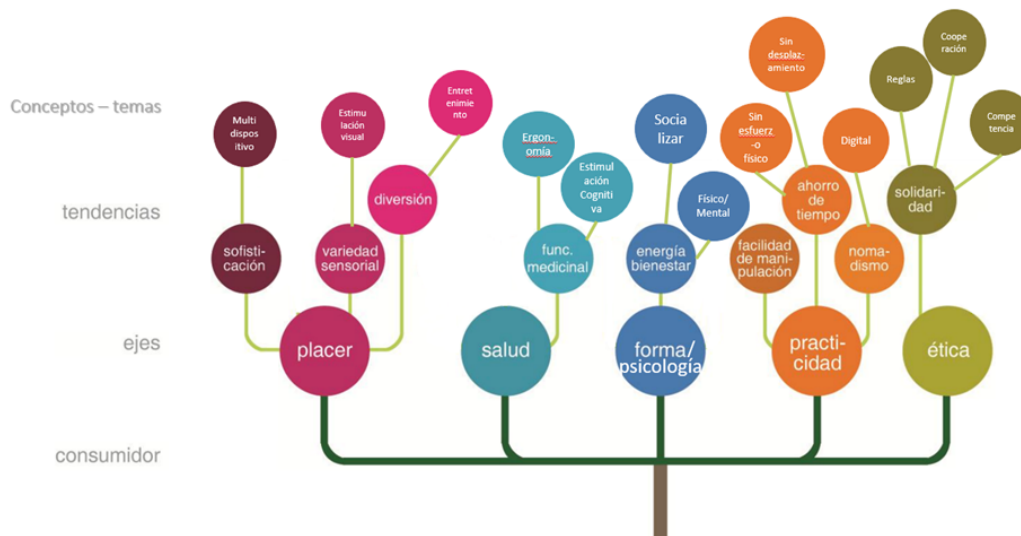 Conceptos – temas
Multi
dispos
itivo
Estimu
lación
visual
Entret
enimie
nto
Ergon-
omía
Estimul
ación
Cogniti
va
Socia
lizar
Físico/
Mental
Sin
desplaz-
amiento
Sin
esfuerz
-o
físico
Digital
Reglas
Coope
ración
Compe
tencia
tendencias
sofisti-
cación
variedad
sensorial
diversión
func.
medicinal
energía
bienestar
facilidad
de mani-
pulación
ahorro
de
tiempo
noma-
dismo
solidari-
dad
ejes
placer
salud
forma/
psicología
practi-
cidad
ética
consumidor